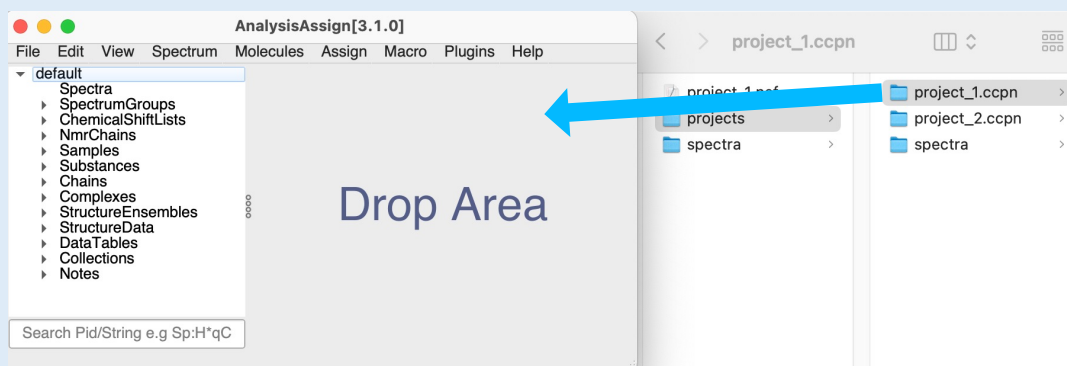 AnalysisAssign[3.1.0]
File Edit View Spectrum Molecules Assign Macro Plugins Help
default
Spectra
SpectrumGroups
ChemicalShiftLists
NmrChains
Samples
Substances
Chains
Complexes
StructureEnsembles
StructureData
DataTables
Collections
Notes
Search Pid/String e.g Sp:H*qC
Drop Area
project_1.ccpn
project_1.nef
projects
spectra
project_1.ccpn
project_2.ccpn
spectra